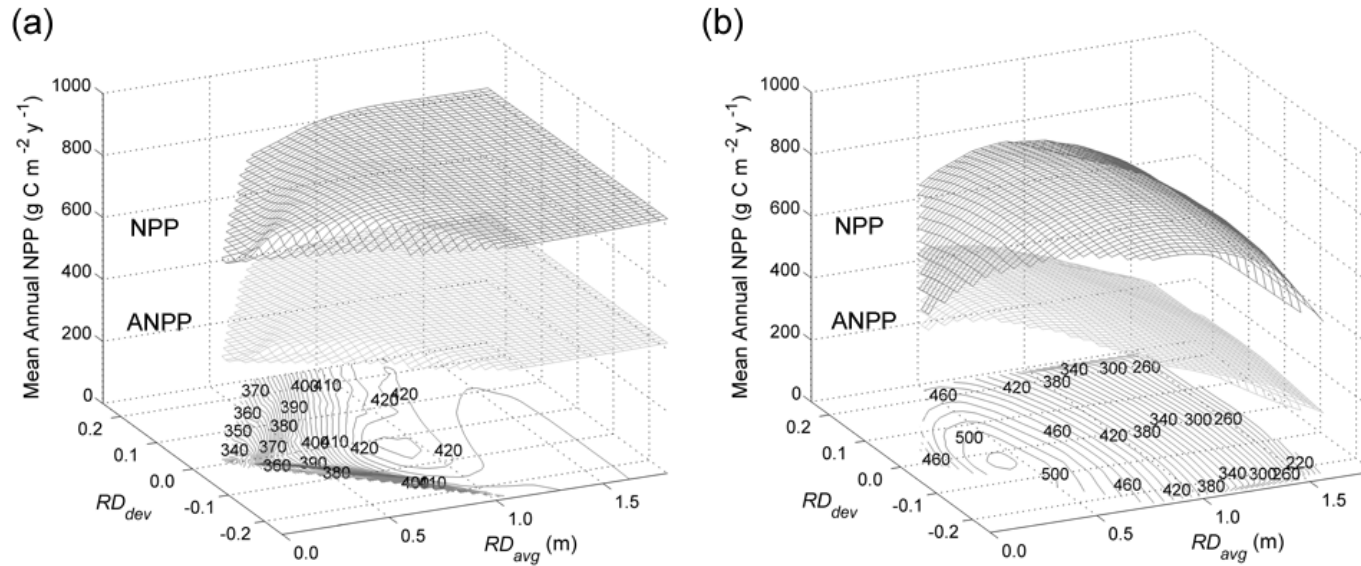 (a)
Mean Annual NPP (g C m -2 y -1)
1000
800
600
400
200
0
NPP
ANPP
370 400 410
360 390 420 420
350 380
340 370 400 410 420 420
360 390 380 400 410
0.2
0.1
0.0
-0.1
-0.2
RDdev
0.0
0.5
1.0
1.5
RDavg (m)
(b)
Mean Annual NPP (g C m -2 y -1)
1000
800
600
400
200
0
NPP
ANPP
460 420 380 340 300 260
500 460 420 380 340 300 260
460 500 460 420 380 340 300 260 220
0.2
0.1
0.0
-0.1
-0.2
RDdev
0.0
0.5
1.0
1.5
RDavg (m)